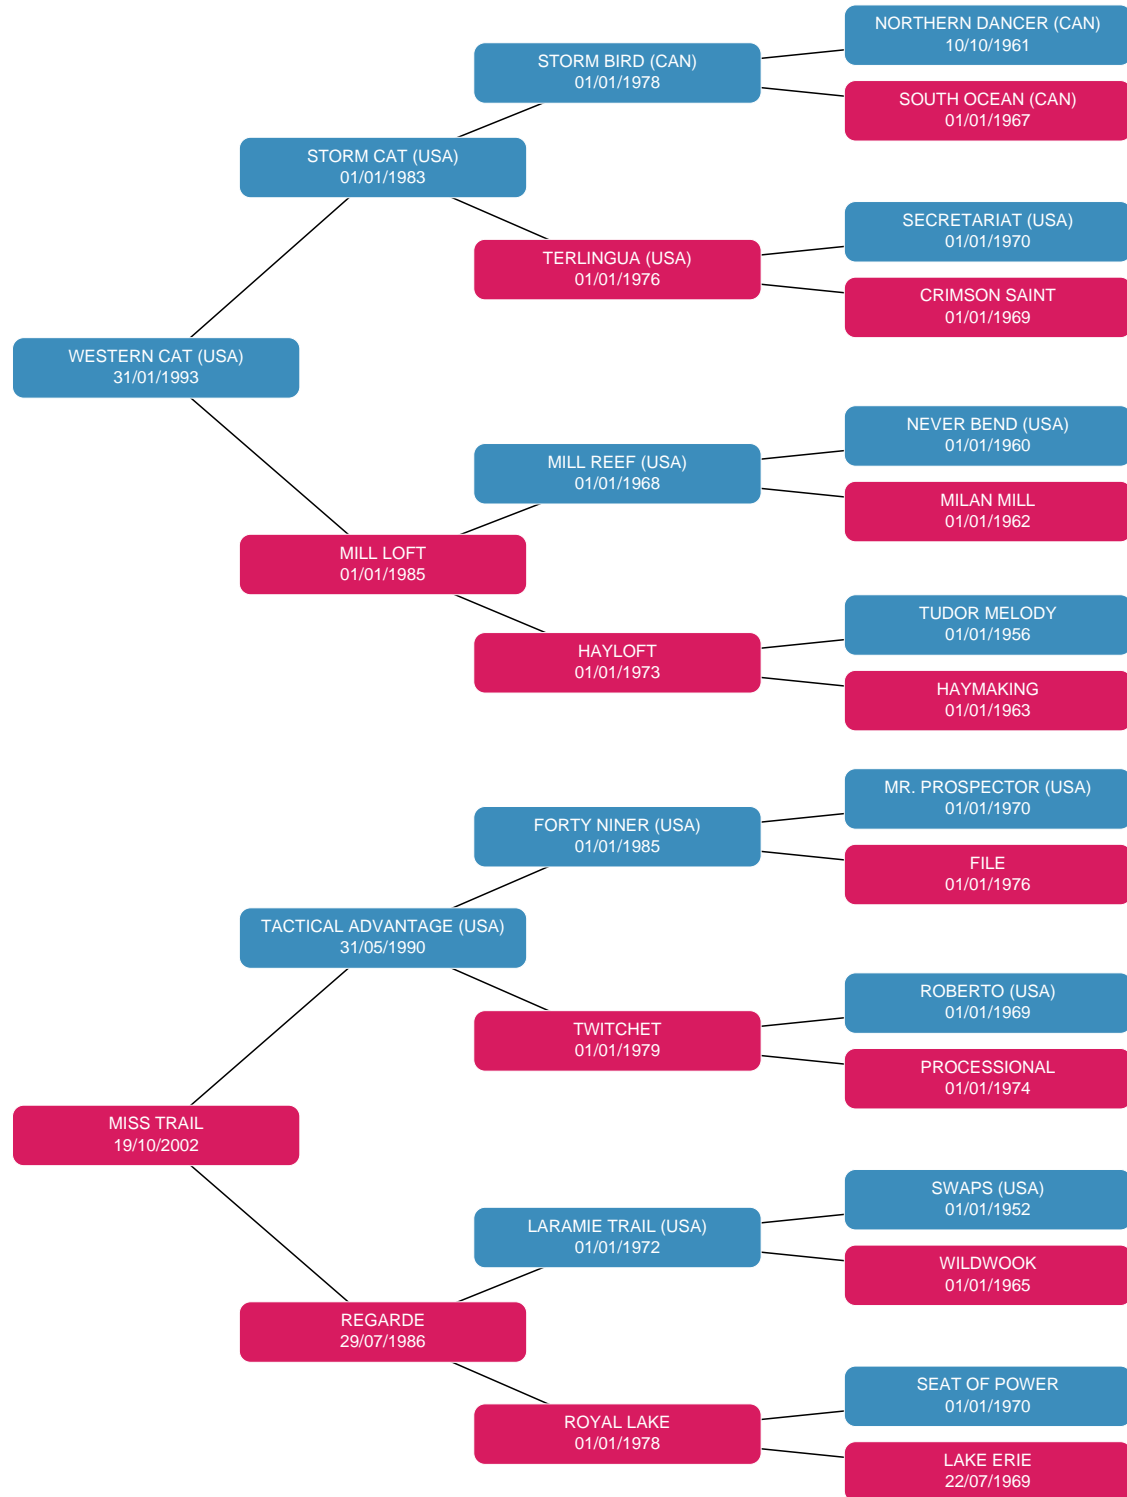 NORTHERN DANCER (CAN)
10/10/1961
STORM BIRD (CAN)
01/01/1978
SOUTH OCEAN (CAN)
01/01/1967
STORM CAT (USA)
01/01/1983
SECRETARIAT (USA)
01/01/1970
TERLINGUA (USA)
01/01/1976
CRIMSON SAINT
01/01/1969
WESTERN CAT (USA)
31/01/1993
NEVER BEND (USA)
01/01/1960
MILL REEF (USA)
01/01/1968
MILAN MILL
01/01/1962
MILL LOFT
01/01/1985
TUDOR MELODY
01/01/1956
HAYLOFT
01/01/1973
HAYMAKING
01/01/1963
MR. PROSPECTOR (USA)
01/01/1970
FORTY NINER (USA)
01/01/1985
FILE
01/01/1976
TACTICAL ADVANTAGE (USA)
31/05/1990
ROBERTO (USA)
01/01/1969
TWITCHET
01/01/1979
PROCESSIONAL
01/01/1974
MISS TRAIL
19/10/2002
SWAPS (USA)
01/01/1952
LARAMIE TRAIL (USA)
01/01/1972
WILDWOOK
01/01/1965
REGARDE
29/07/1986
SEAT OF POWER
01/01/1970
ROYAL LAKE
01/01/1978
LAKE ERIE
22/07/1969